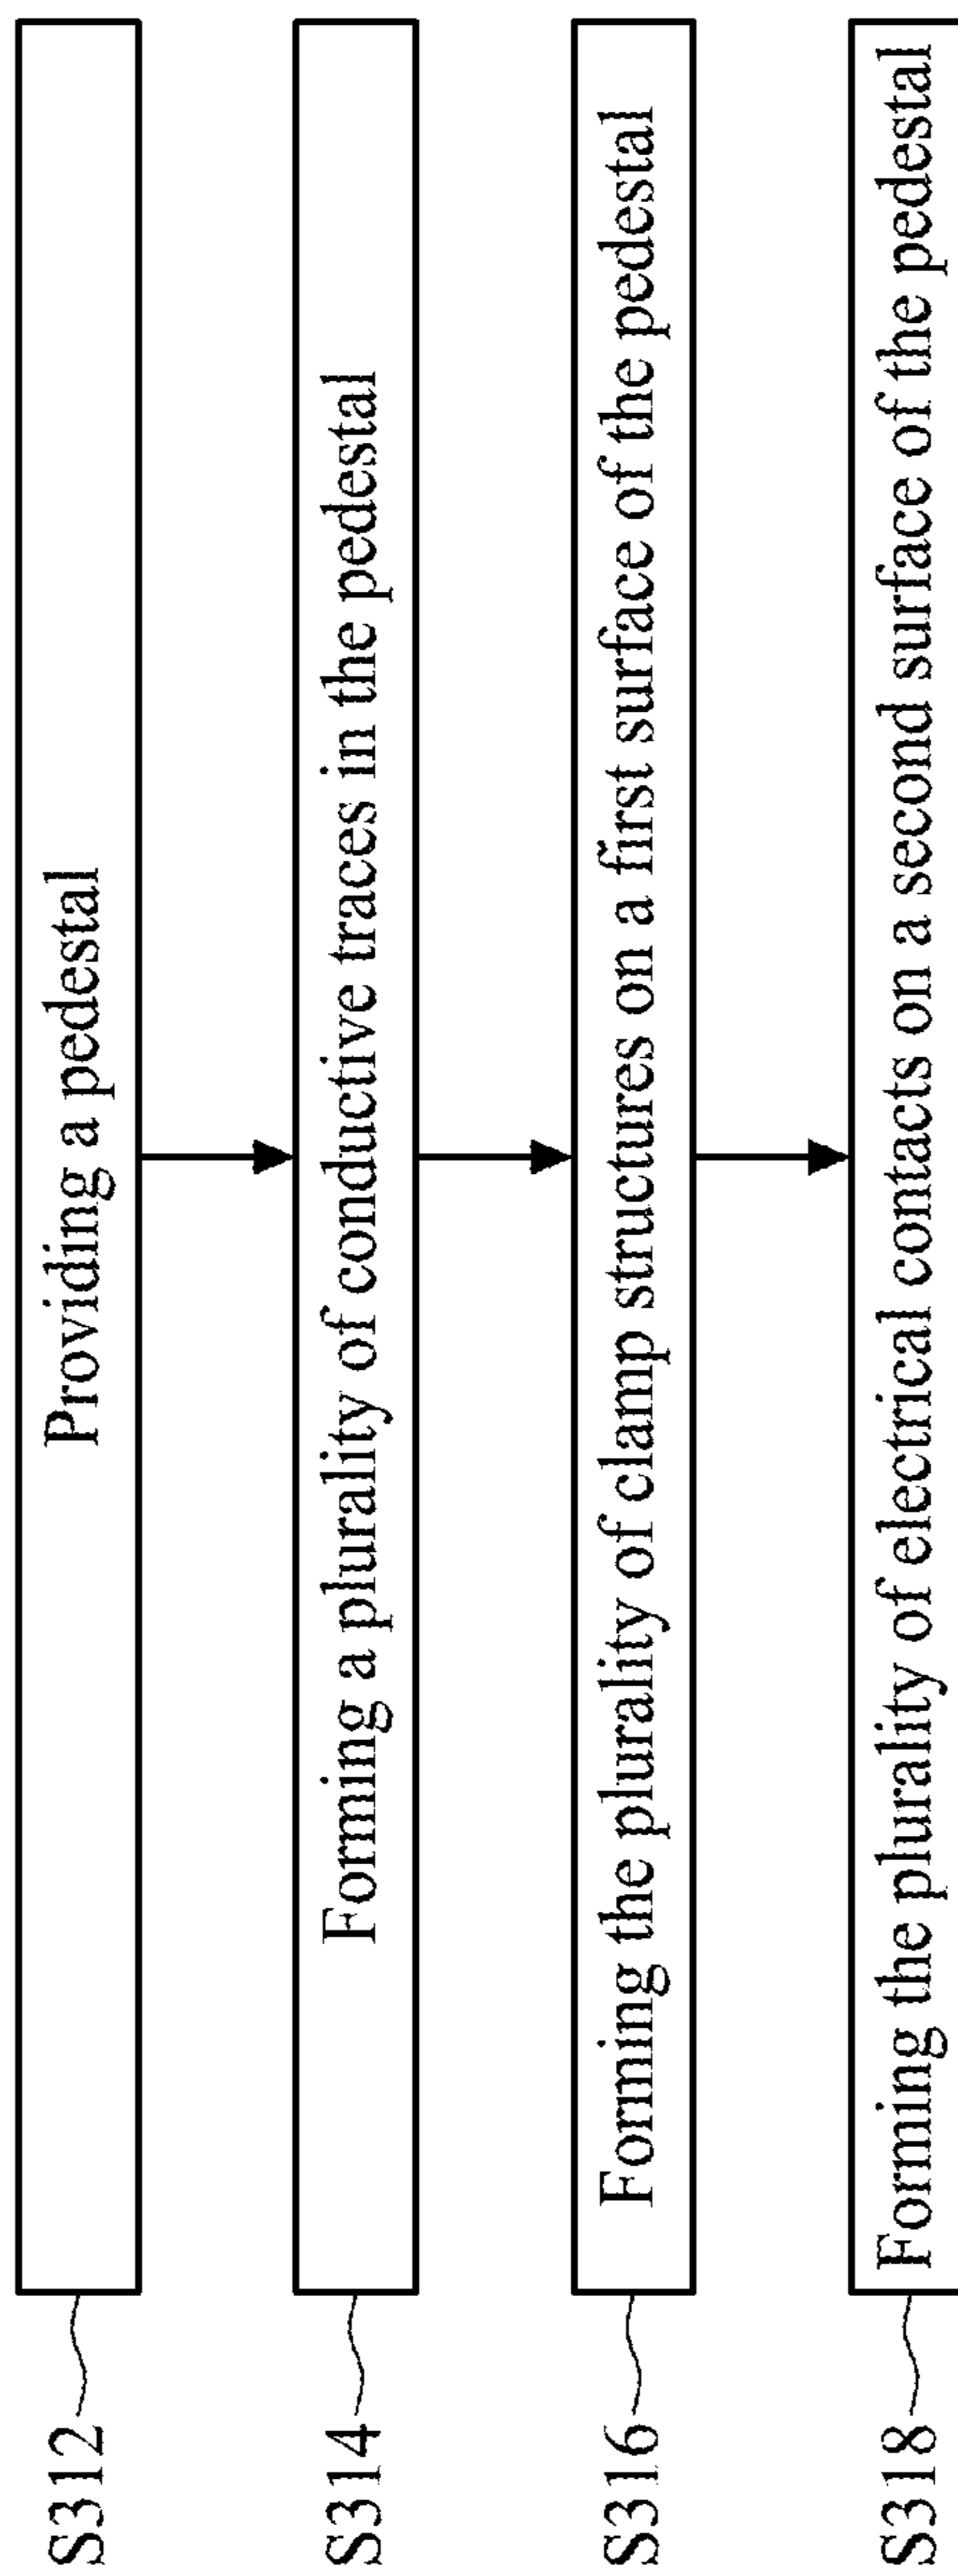 S312
Providing a pedestal
S314
Forming a plurality of conductive traces in the pedestal
S316
Forming the plurality of clamp structures on a first surface of the pedestal
S318
Forming the plurality of electrical contacts on a second surface of the pedestal